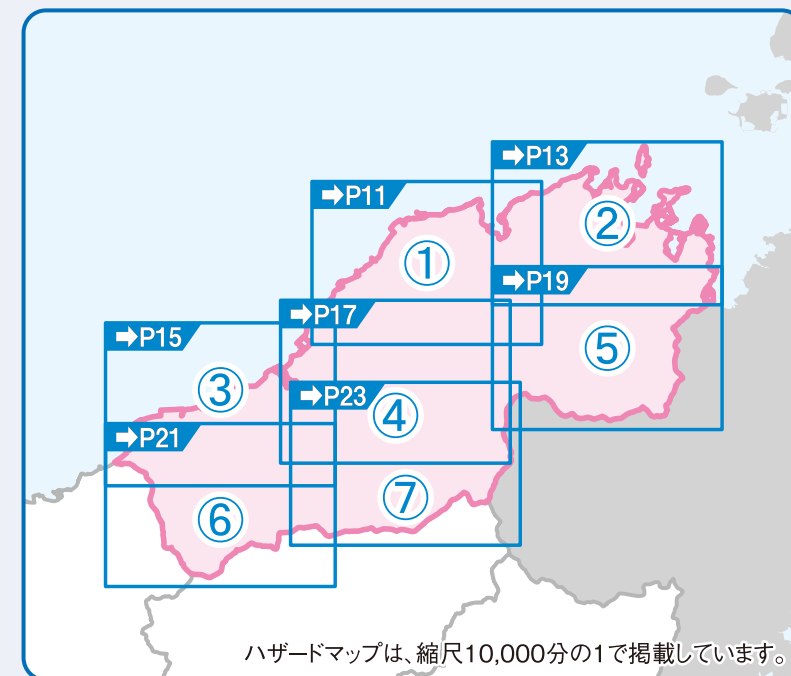 ➡P13
➡P11
②
①
➡P19
➡P17
➡P15
⑤
③
➡P23
④
➡P21
⑦
⑥
ハザードマップは、縮尺10,000分の1で掲載しています。